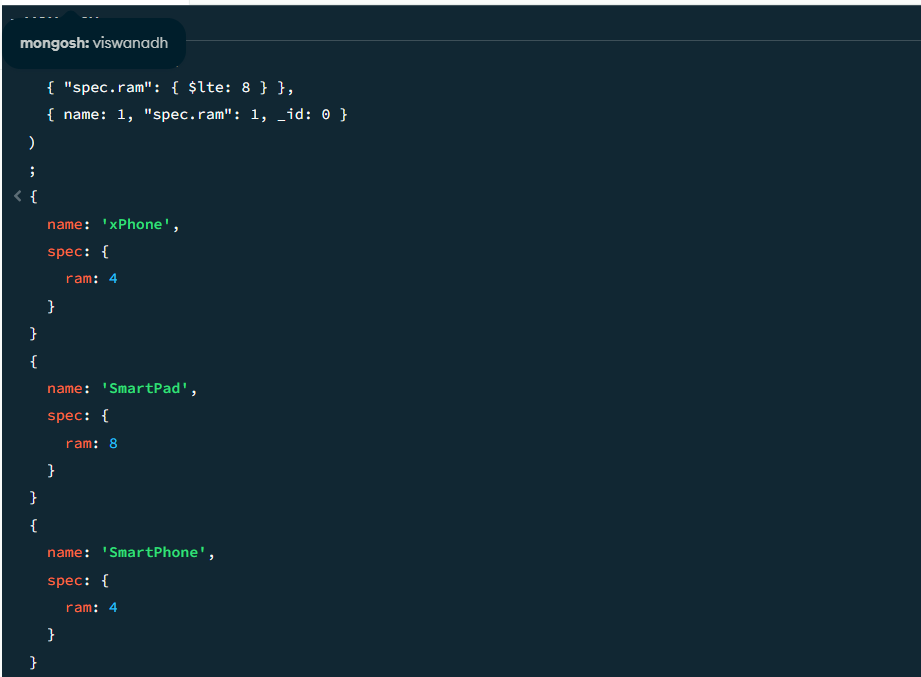 mongosh: viswanadh
{ "spec.ram": { $lte: 8 } },
{ name: 1, "spec.ram": 1, _id: 0 }
)
;
< {
name: 'xPhone',
spec: {
ram: 4
}
}
{
name: 'SmartPad',
spec: {
ram: 8
}
}
{
name: 'SmartPhone',
spec: {
ram: 4
}
}